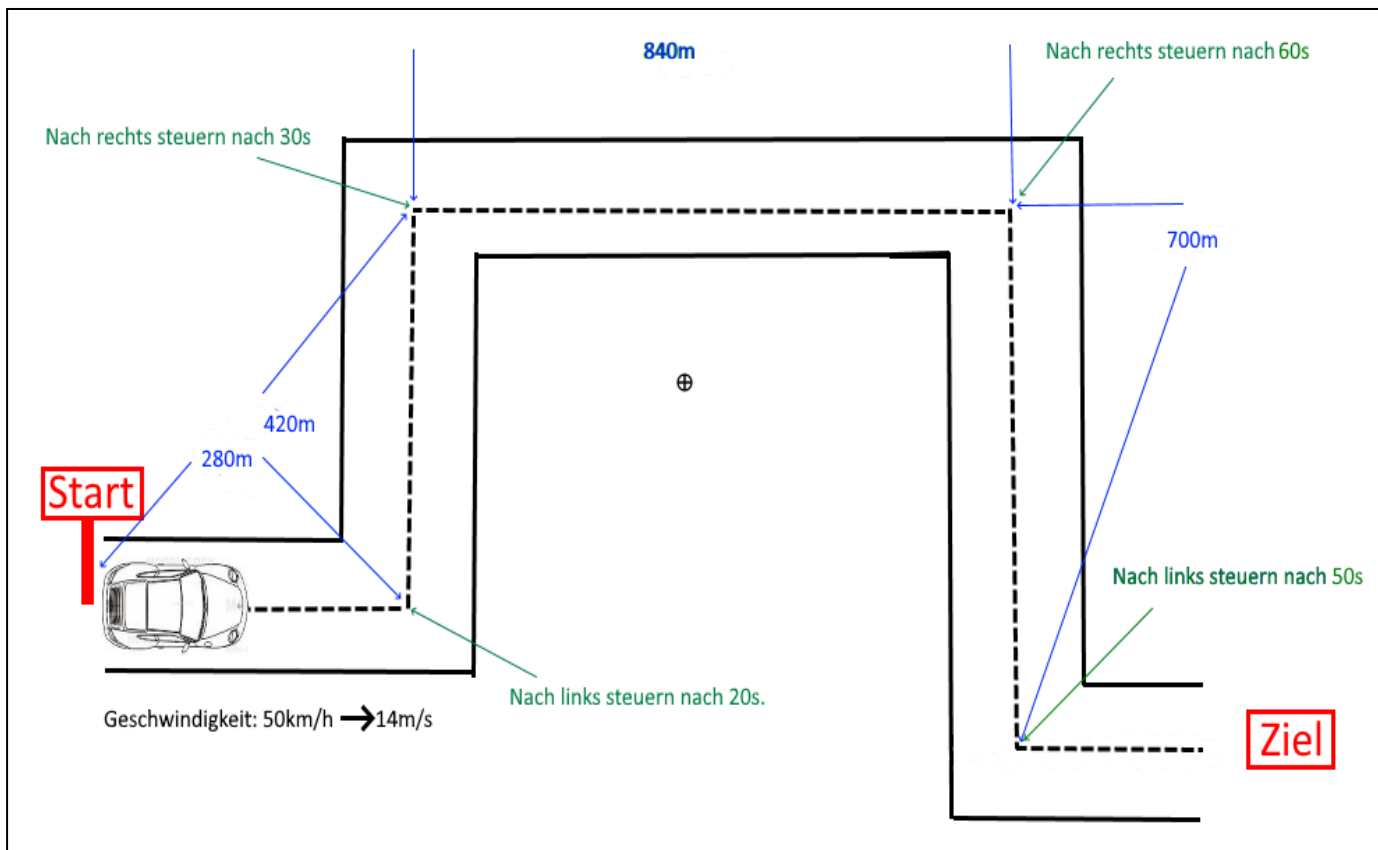 840m
Nach rechts steuern nach 60s
Nach rechts steuern nach 30s
700m
420m
280m
Start
Nach links steuern nach 50s
Nach links steuern nach 20s.
Geschwindigkeit: 50km/h → 14m/s
Ziel